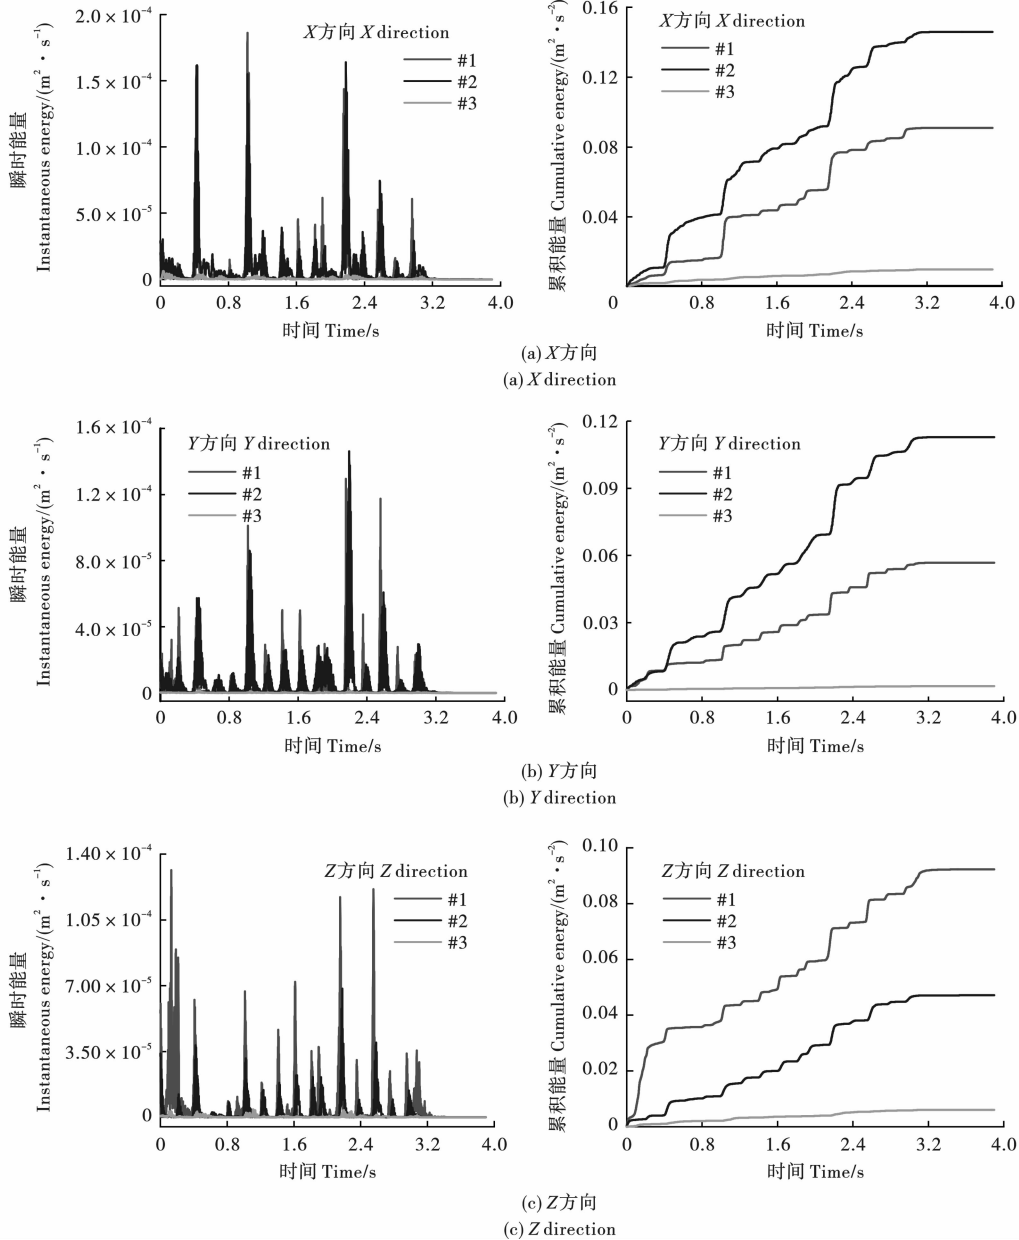 瞬时能量
Instantaneous energy/(m²·s⁻¹)
2.0 × 10⁻⁴
1.5 × 10⁻⁴
1.0 × 10⁻⁴
5.0 × 10⁻⁵
0
X方向 X direction
#1
#2
#3
0 0.8 1.6 2.4 3.2 4.0
时间 Time/s
累积能量 Cumulative energy/(m²·s⁻²)
0.16
0.12
0.08
0.04
0
X方向 X direction
#1
#2
#3
0 0.8 1.6 2.4 3.2 4.0
时间 Time/s
(a) X方向
(a) X direction
瞬时能量
Instantaneous energy/(m²·s⁻¹)
1.6 × 10⁻⁴
1.2 × 10⁻⁴
8.0 × 10⁻⁵
4.0 × 10⁻⁵
0
Y方向 Y direction
#1
#2
#3
0 0.8 1.6 2.4 3.2 4.0
时间 Time/s
累积能量 Cumulative energy/(m²·s⁻²)
0.12
0.09
0.06
0.03
0
Y方向 Y direction
#1
#2
#3
0 0.8 1.6 2.4 3.2 4.0
时间 Time/s
(b) Y方向
(b) Y direction
瞬时能量
Instantaneous energy/(m²·s⁻¹)
1.40 × 10⁻⁴
1.05 × 10⁻⁴
7.00 × 10⁻⁵
3.50 × 10⁻⁵
0
Z方向 Z direction
#1
#2
#3
0 0.8 1.6 2.4 3.2 4.0
时间 Time/s
累积能量 Cumulative energy/(m²·s⁻²)
0.10
0.08
0.06
0.04
0.02
0
Z方向 Z direction
#1
#2
#3
0 0.8 1.6 2.4 3.2 4.0
时间 Time/s
(c) Z方向
(c) Z direction